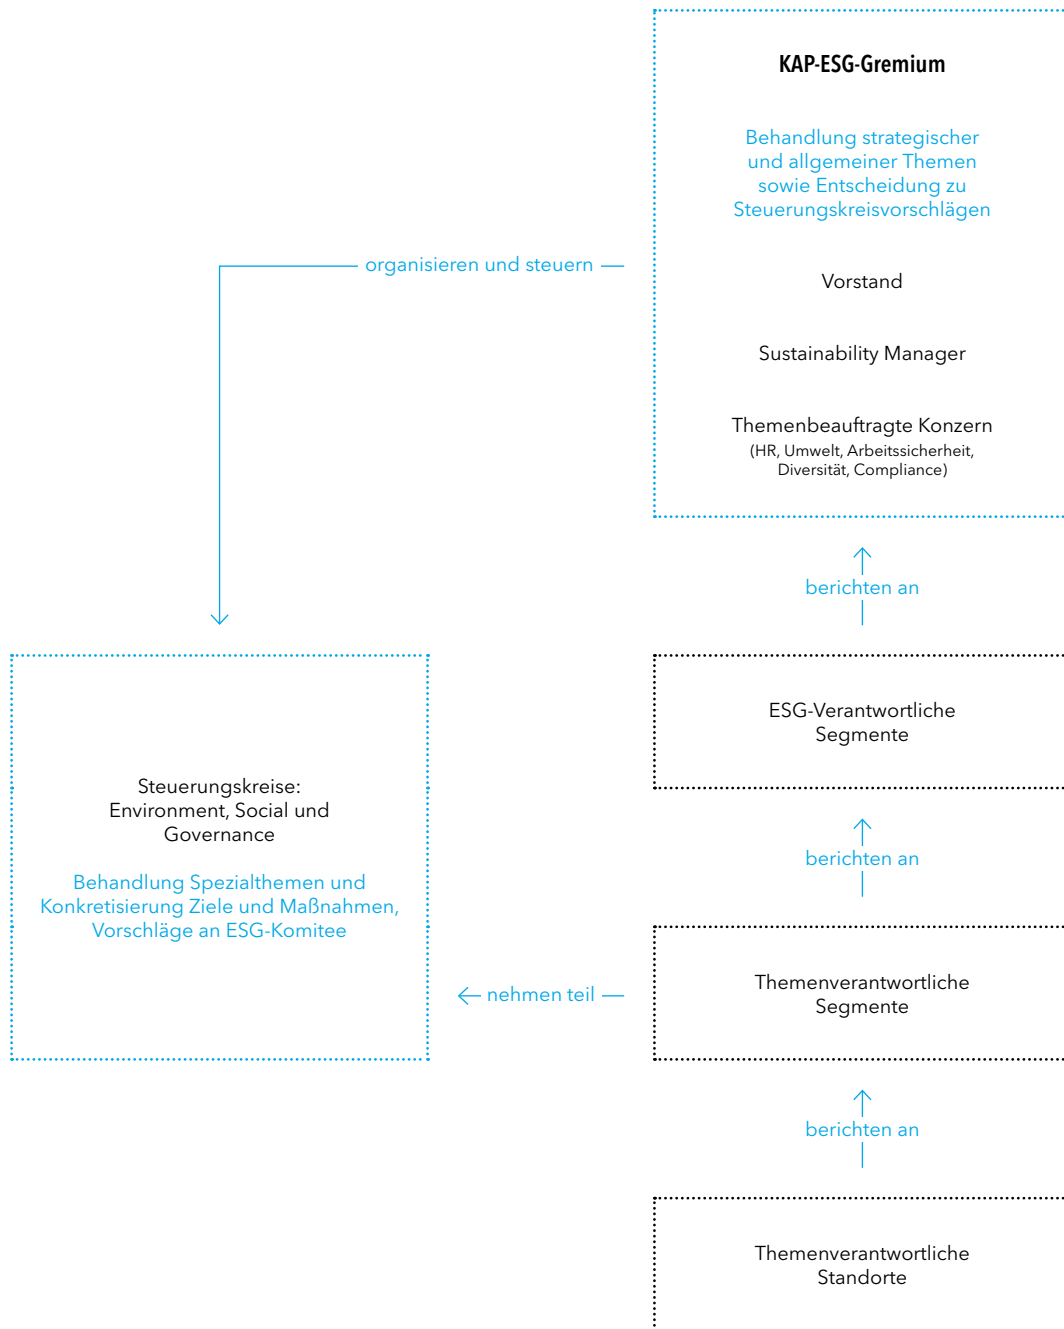 KAP-ESG-Gremium
Behandlung strategischer
und allgemeiner Themen
sowie Entscheidung zu
Steuerungskreisvorschlägen
organisieren und steuern
Vorstand
Sustainability Manager
Themenbeauftragte Konzern
(HR, Umwelt, Arbeitssicherheit,
Diversität, Compliance)
berichten an
ESG-Verantwortliche
Segmente
Steuerungskreise:
Environment, Social und
Governance
Behandlung Spezialthemen und
Konkretisierung Ziele und Maßnahmen,
Vorschläge an ESG-Komitee
berichten an
Themenverantwortliche
Segmente
nehmen teil
berichten an
Themenverantwortliche
Standorte